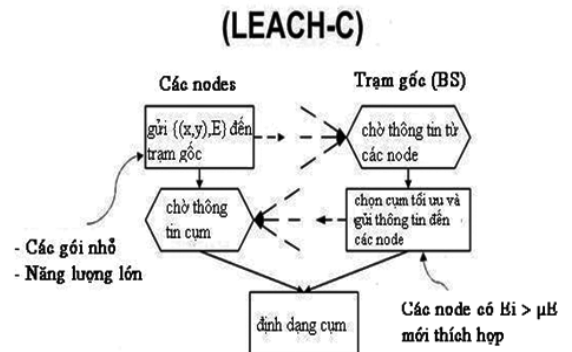 (LEACH-C)
Các nodes
Trạm gốc (BS)
gửi {(x,y),E} đến
trạm gốc
chờ thông tin từ
các node
chờ thông
tin cụm
chọn cụm tối ưu và
gửi thông tin đến
các node
- Các gói nhỏ
- Năng lượng lớn
định dạng cụm
Các node có Ei > μE
mới thích hợp